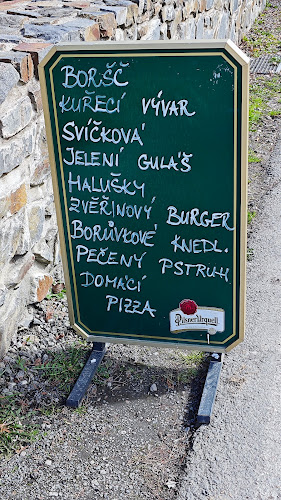 BORŠČ
KUŘECÍ VÝVAR
SVÍČKOVÁ
JELENÍ GULÁŠ
HALUŠKY
ZVĚŘINOVÝ BURGER
BORŮVKOVÉ KNEDL.
PEČENÝ PSTRUH
DOMÁCÍ
PIZZA
Pilsner Urquell